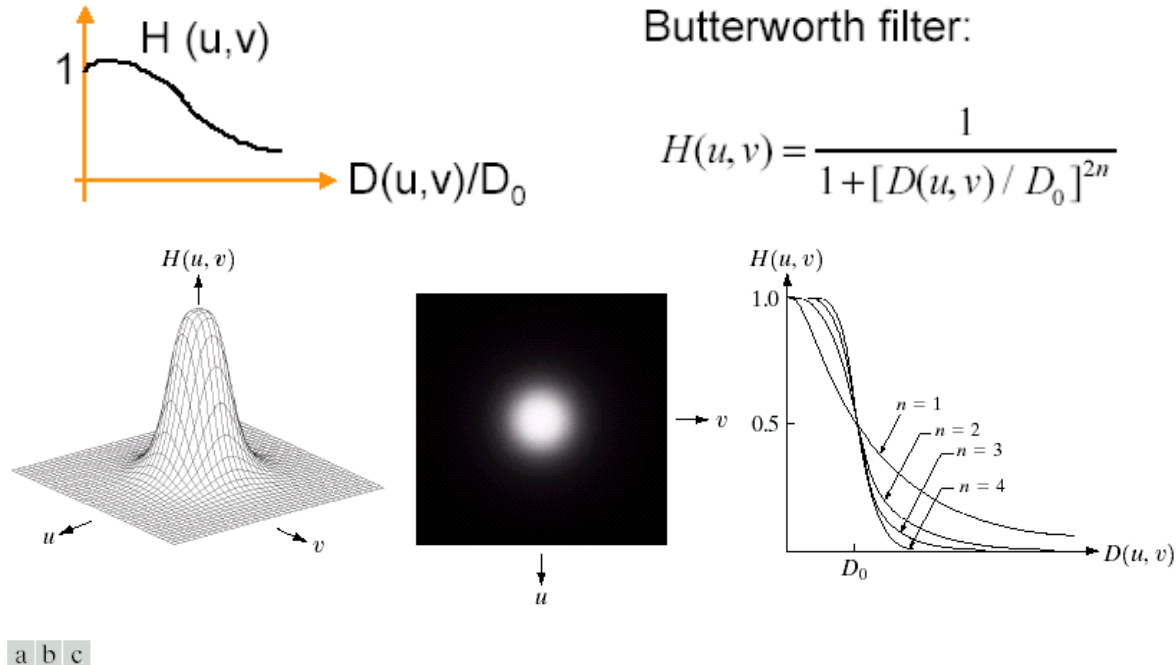 H (u,v)
1
D(u,v)/D₀
Butterworth filter:
H(u, v) = 1 / 1+[D(u, v) / D₀]²ⁿ
H(u, v)
u
v
v
u
H(u, v)
1.0
0.5
n = 1
n = 2
n = 3
n = 4
D₀
D(u, v)
a b c